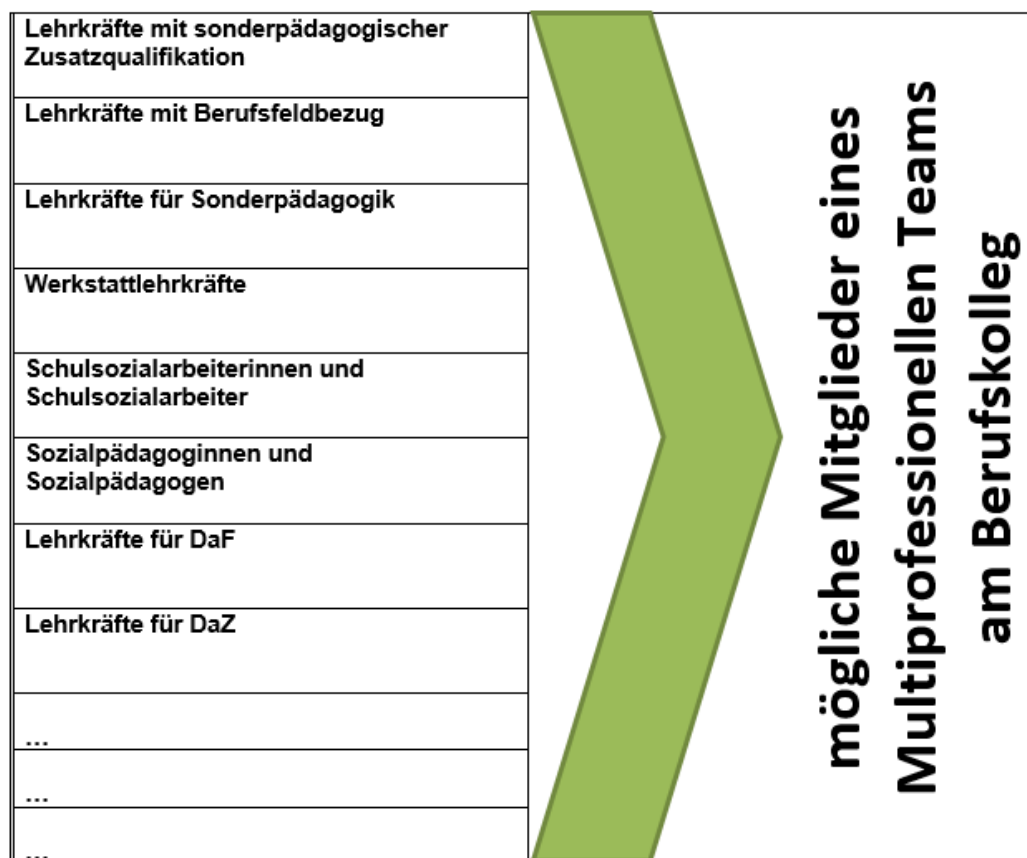 Lehrkräfte mit sonderpädagogischer
Zusatzqualifikation
Lehrkräfte mit Berufsfeldbezug
Lehrkräfte für Sonderpädagogik
Werkstattlehrkräfte
Schulsozialarbeiterinnen und
Schulsozialarbeiter
Sozialpädagoginnen und
Sozialpädagogen
Lehrkräfte für DaF
Lehrkräfte für DaZ
...
...
...
mögliche Mitglieder eines
Multiprofessionellen Teams
am Berufskolleg